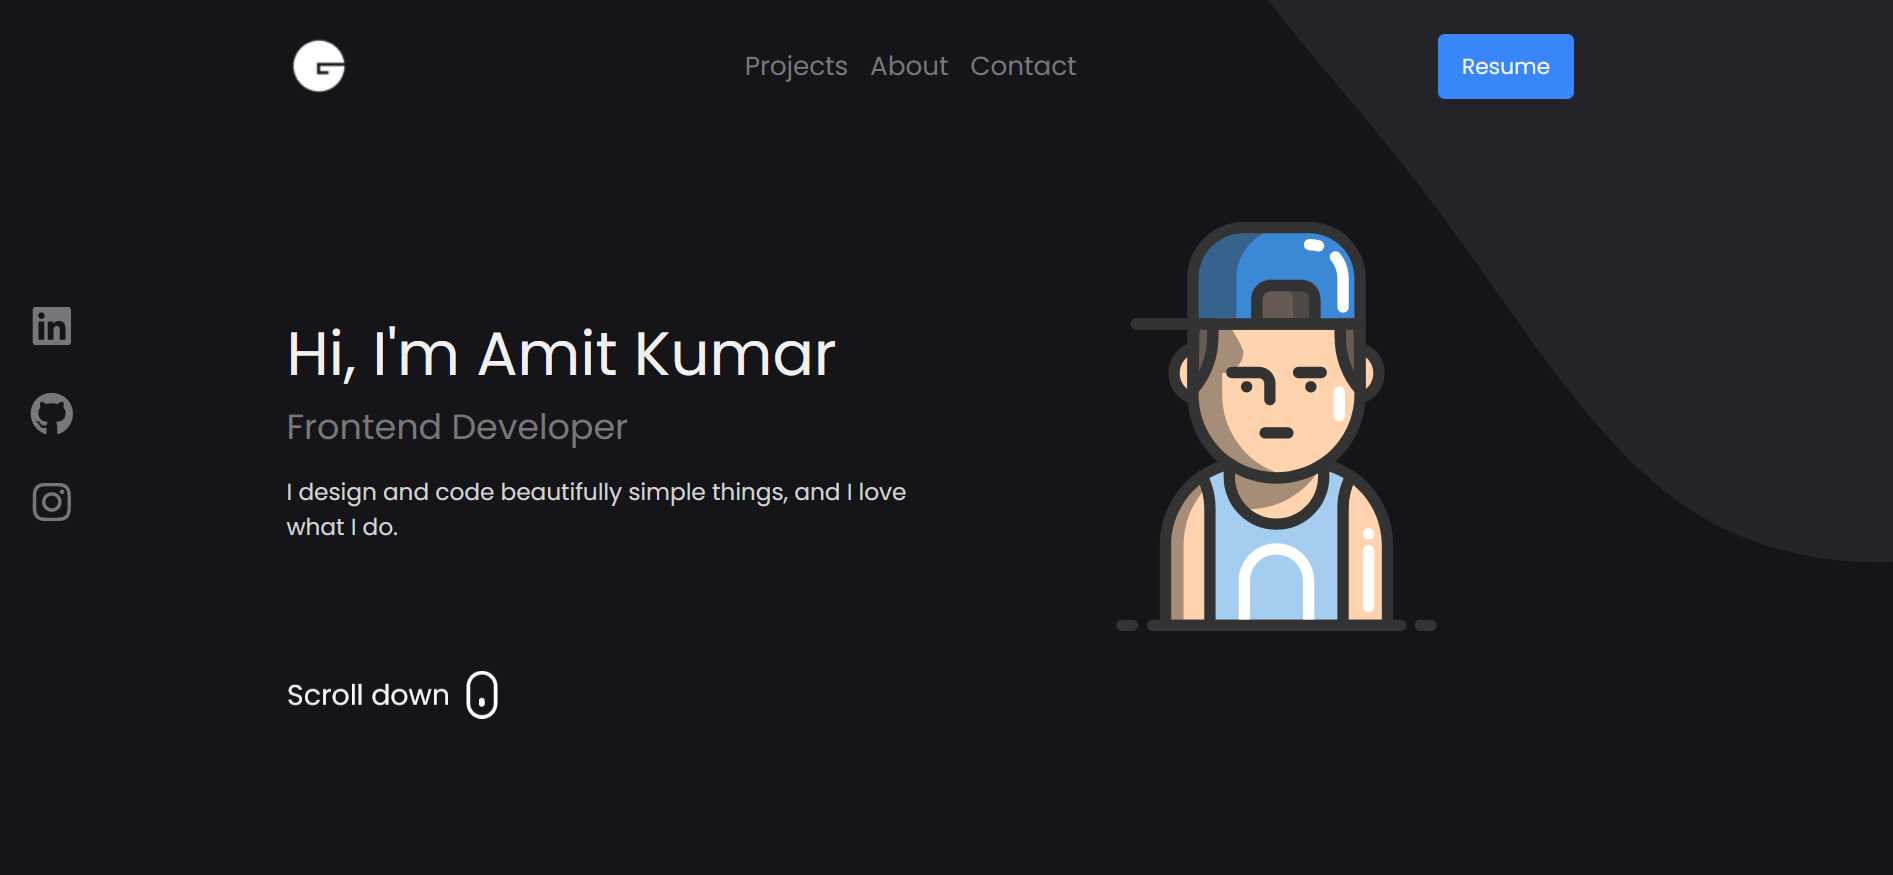 G
Projects About Contact
Resume
in
Hi, I'm Amit Kumar
Frontend Developer
I design and code beautifully simple things, and I love
what I do.
Scroll down